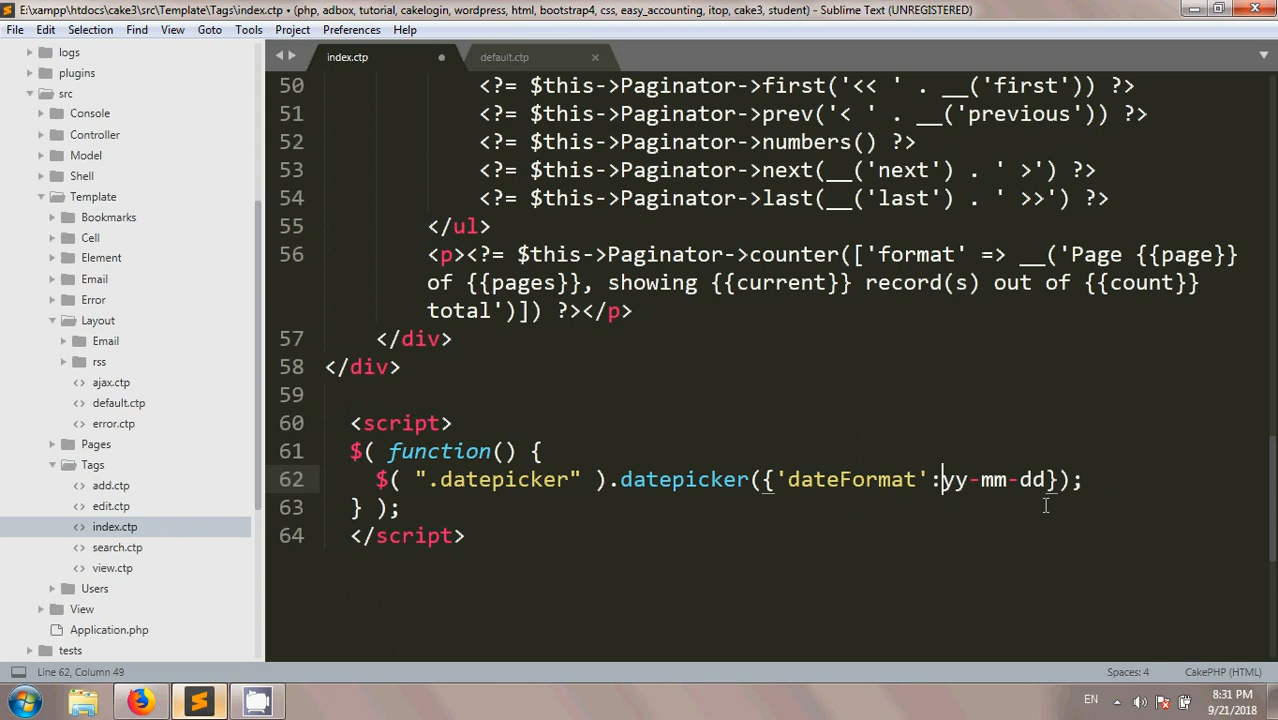 E:\xampp\htdocs\cake3\src\Template\Tags\index.ctp • (php, adbox, tutorial, cakelogin, wordpress, html, bootstrap4, css, easy_accounting, itop, cake3, student) - Sublime Text (UNREGISTERED)
File Edit Selection Find View Goto Tools Project Preferences Help
logs
plugins
src
Console
Controller
Model
Shell
Template
Bookmarks
Cell
Element
Email
Error
Layout
Email
rss
ajax.ctp
default.ctp
error.ctp
Pages
Tags
add.ctp
edit.ctp
index.ctp
search.ctp
view.ctp
Users
View
Application.php
tests
index.ctp default.ctp
50 <?= $this->Paginator->first('<< ' . __('first')) ?>
51 <?= $this->Paginator->prev('< ' . __('previous')) ?>
52 <?= $this->Paginator->numbers() ?>
53 <?= $this->Paginator->next(__('next') . ' >') ?>
54 <?= $this->Paginator->last(__('last') . ' >>') ?>
55 </ul>
56 <p><?= $this->Paginator->counter(['format' => __('Page {{page}}
of {{pages}}, showing {{current}} record(s) out of {{count}}
total')]) ?></p>
57 </div>
58 </div>
59
60 <script>
61 $( function() {
62 $( ".datepicker" ).datepicker({'dateFormat':yy-mm-dd});
63 } );
64 </script>
Line 62, Column 49 Spaces: 4 CakePHP (HTML)
EN 8:31 PM
9/21/2018